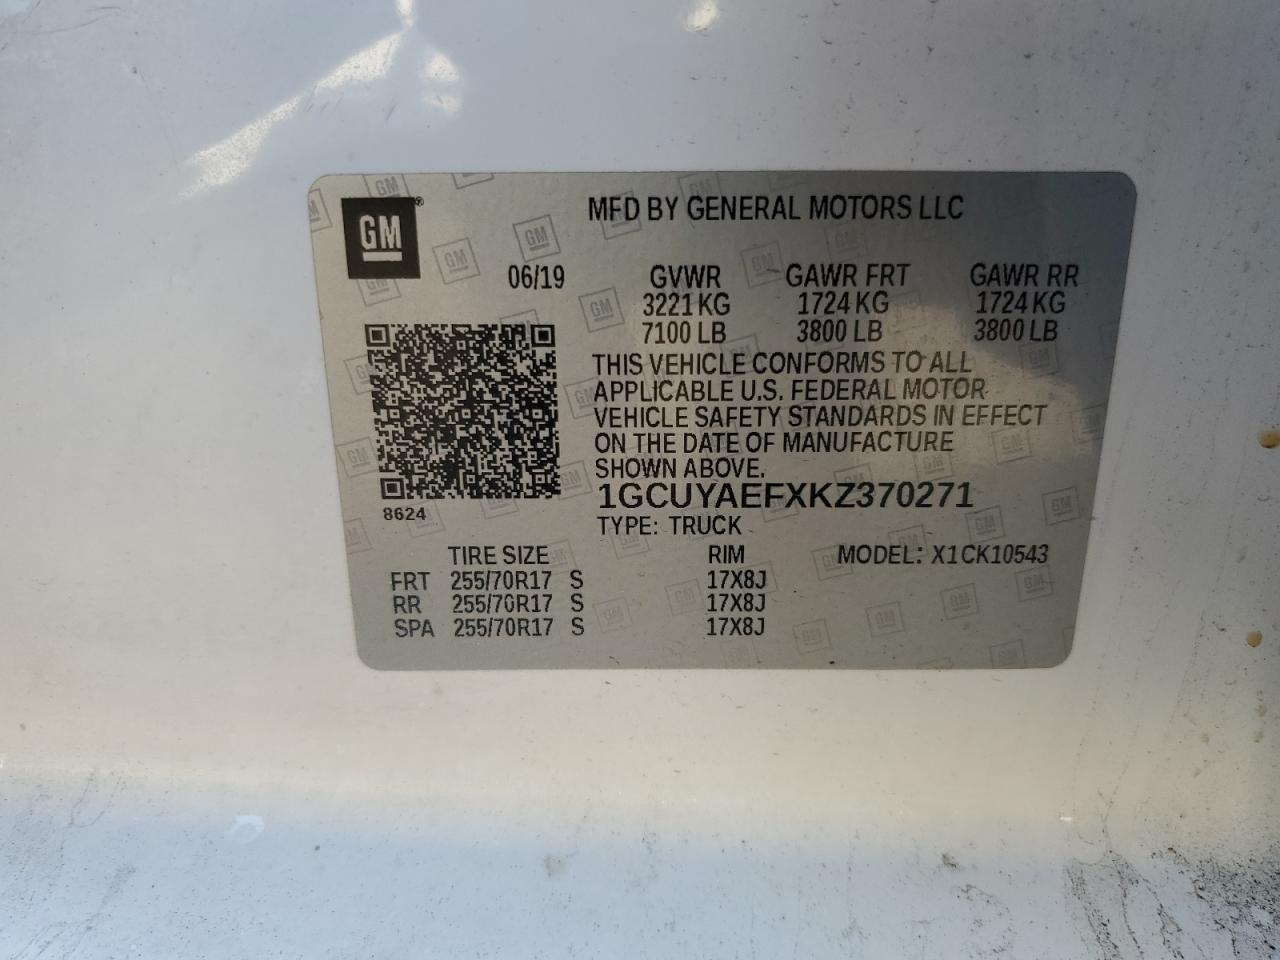 GM®
MFD BY GENERAL MOTORS LLC
06/19 GVWR GAWR FRT GAWR RR
3221 KG 1724 KG 1724 KG
7100 LB 3800 LB 3800 LB
THIS VEHICLE CONFORMS TO ALL
APPLICABLE U.S. FEDERAL MOTOR
VEHICLE SAFETY STANDARDS IN EFFECT
ON THE DATE OF MANUFACTURE
SHOWN ABOVE.
1GCUYAEFXKZ370271
8624
TYPE: TRUCK
TIRE SIZE RIM MODEL: X1CK10543
FRT 255/70R17 S 17X8J
RR 255/70R17 S 17X8J
SPA 255/70R17 S 17X8J